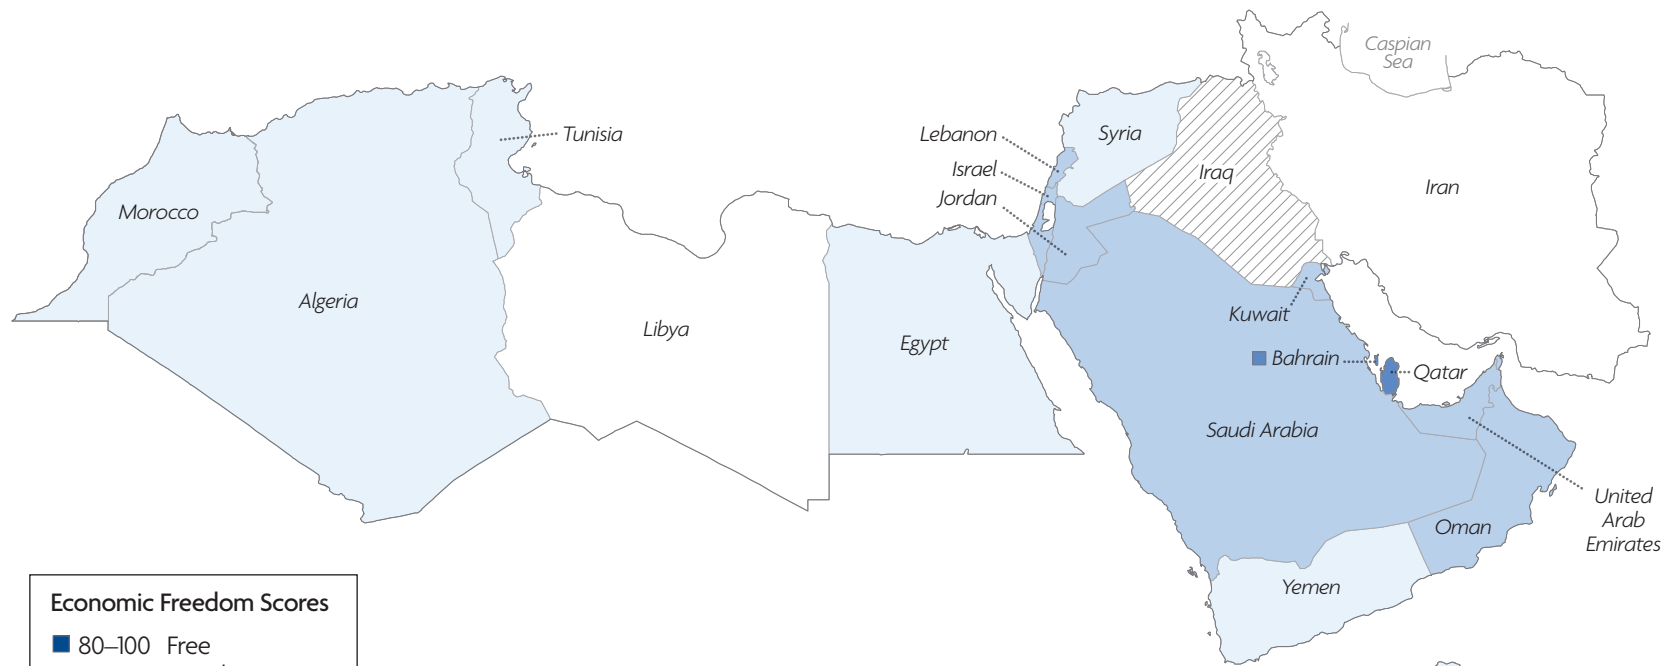 Caspian
Sea
Tunisia
Lebanon
Syria
Israel
Iraq
Iran
Jordan
Morocco
Algeria
Libya
Egypt
Kuwait
Bahrain
Qatar
Saudi Arabia
United
Arab
Emirates
Oman
Yemen
Economic Freedom Scores
80–100 Free